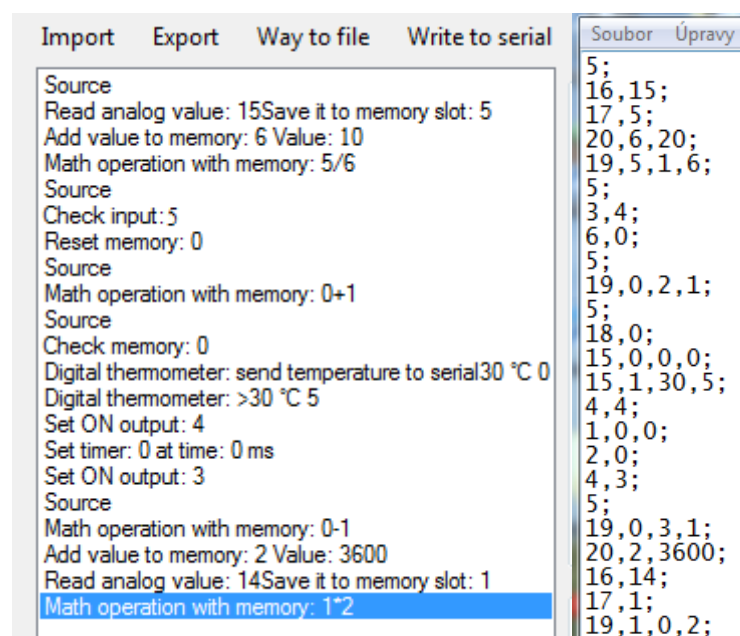 Import Export Way to file Write to serial
Source
Read analog value: 15Save it to memory slot: 5
Add value to memory: 6 Value: 10
Math operation with memory: 5/6
Source
Check input: 5
Reset memory: 0
Source
Math operation with memory: 0+1
Source
Check memory: 0
Digital thermometer: send temperature to serial30 °C 0
Digital thermometer: >30 °C 5
Set ON output: 4
Set timer: 0 at time: 0 ms
Set ON output: 3
Source
Math operation with memory: 0-1
Add value to memory: 2 Value: 3600
Read analog value: 14Save it to memory slot: 1
Math operation with memory: 1*2
Soubor Úpravy
5;
16,15;
17,5;
20,6,20;
19,5,1,6;
5;
3,4;
6,0;
5;
19,0,2,1;
5;
18,0;
15,0,0,0;
15,1,30,5;
4,4;
1,0,0;
2,0;
4,3;
5;
19,0,3,1;
20,2,3600;
16,14;
17,1;
19,1,0,2;